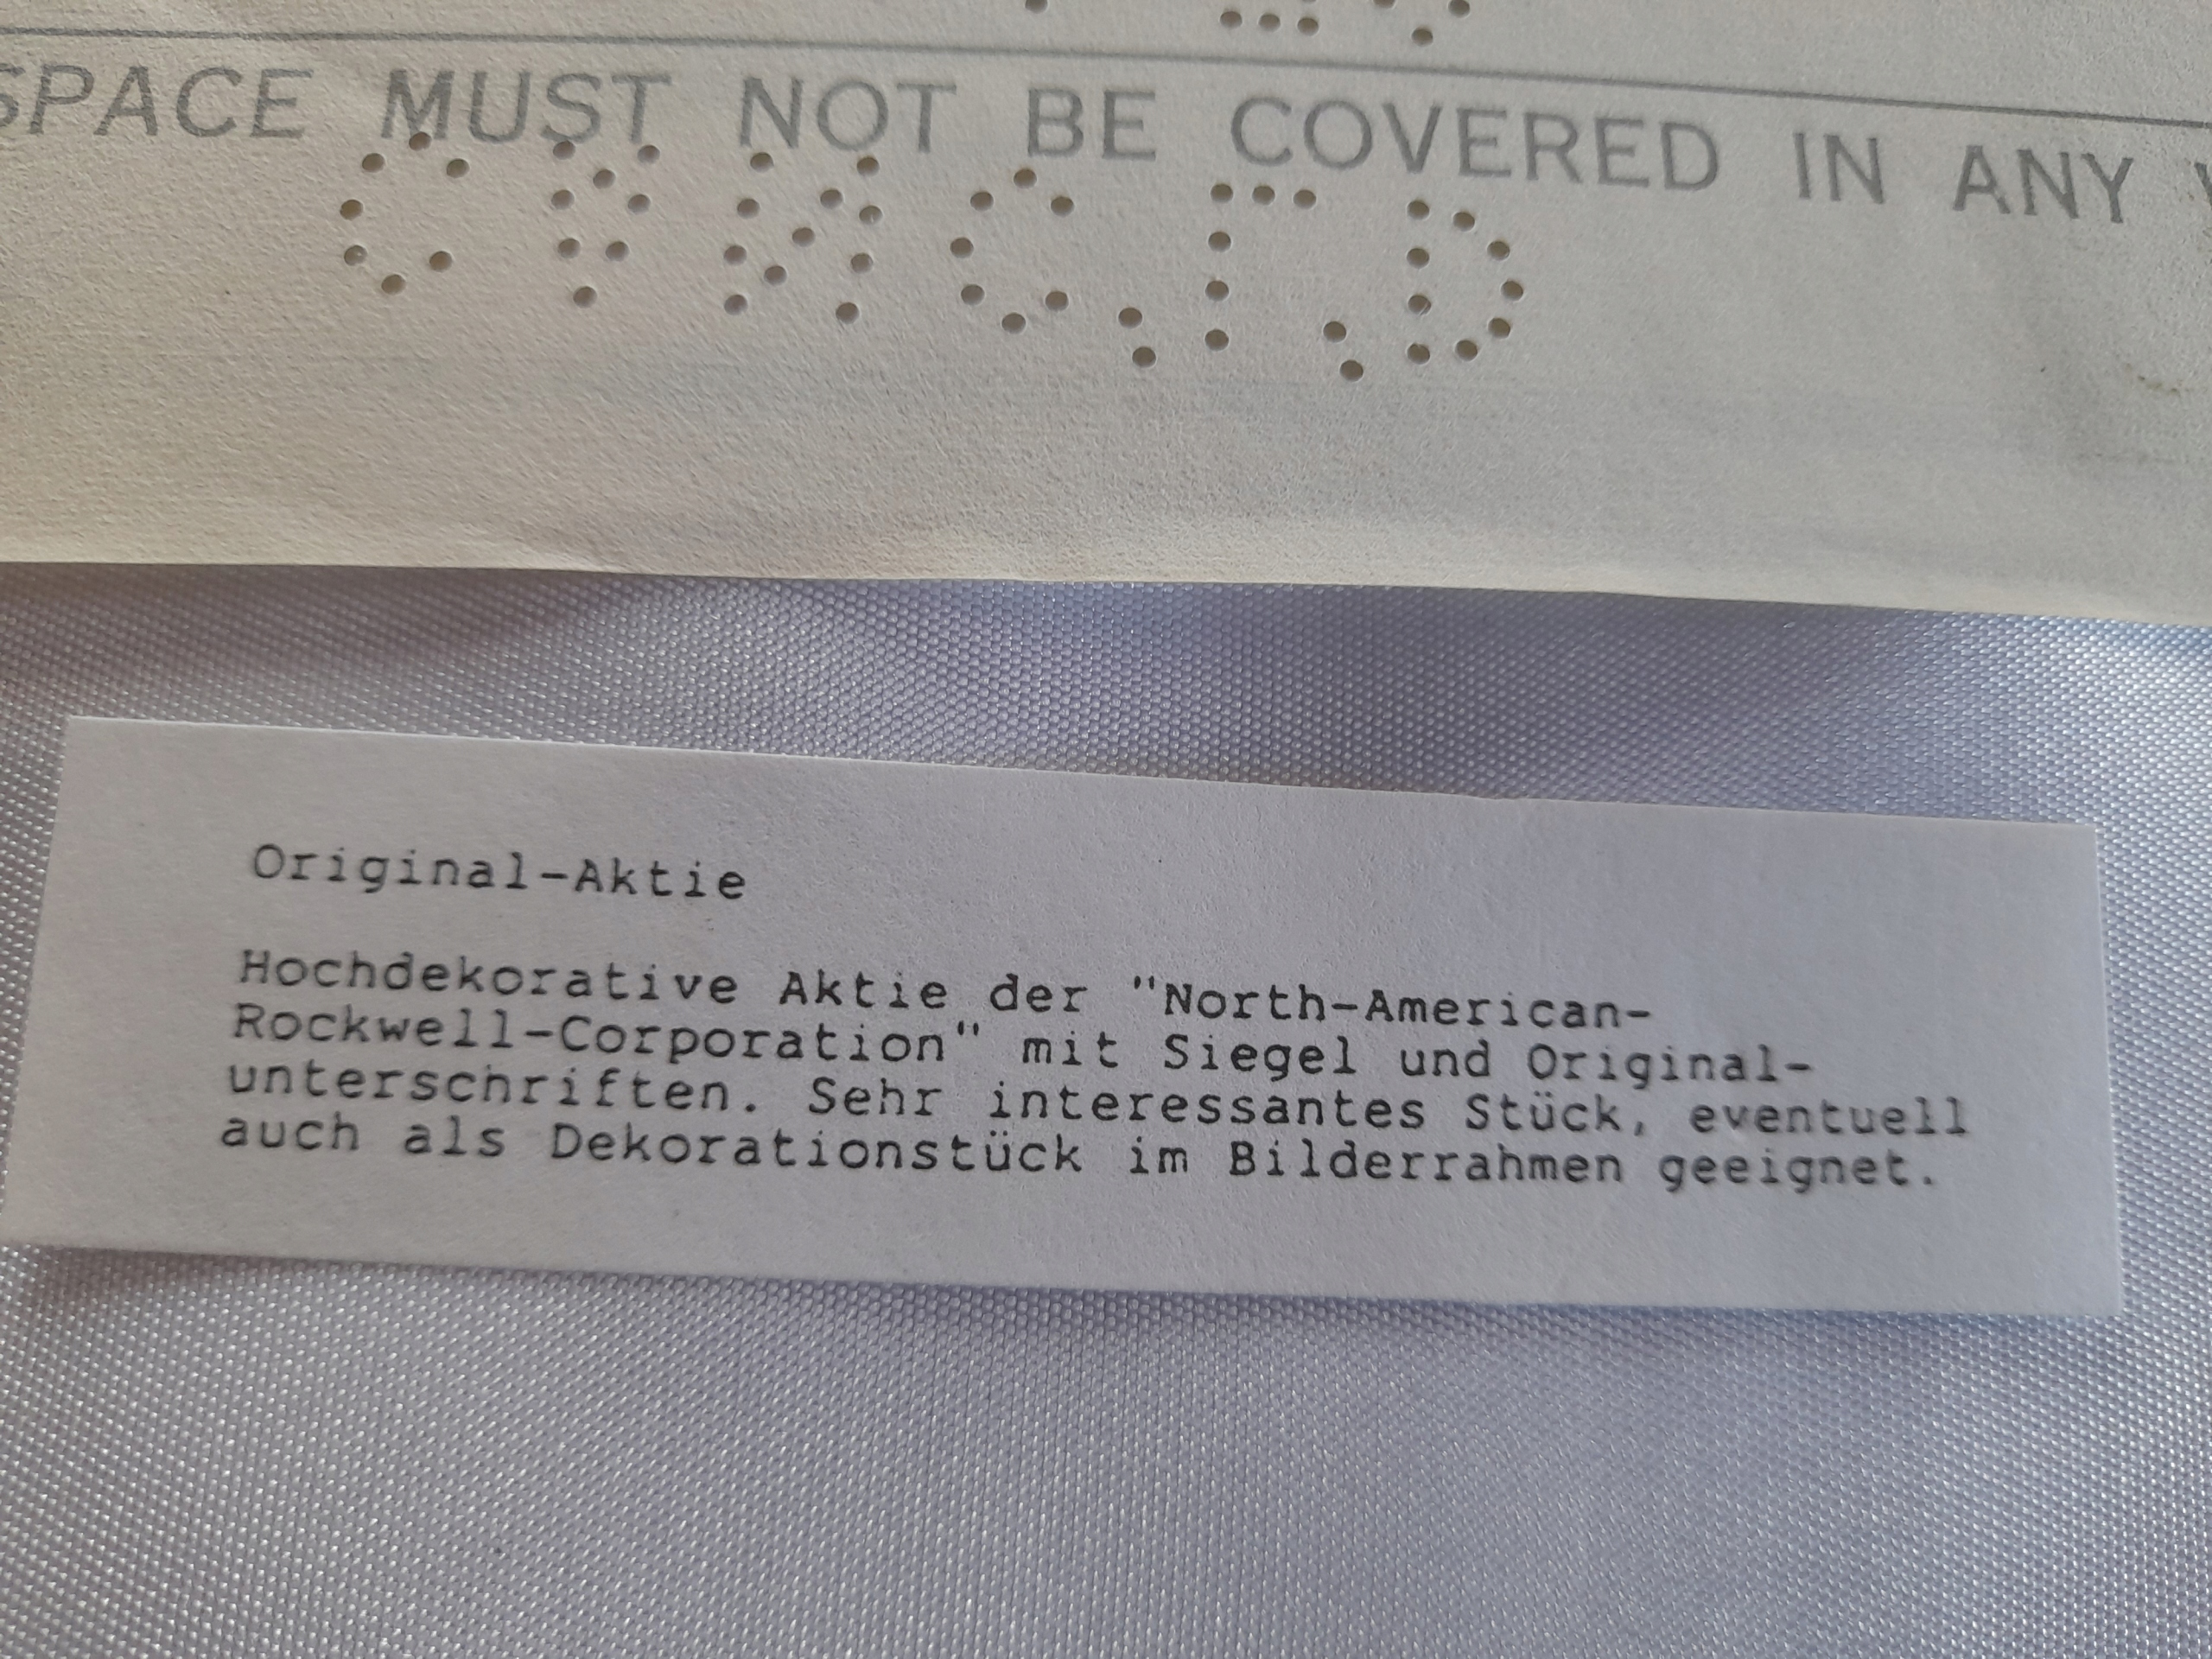 SPACE MUST NOT BE COVERED IN ANY
Original-Aktie
Hochdekorative Aktie der "North-American-
Rockwell-Corporation" mit Siegel und Original-
unterschriften. Sehr interessantes Stück, eventuell
auch als Dekorationstück im Bilderrahmen geeignet.